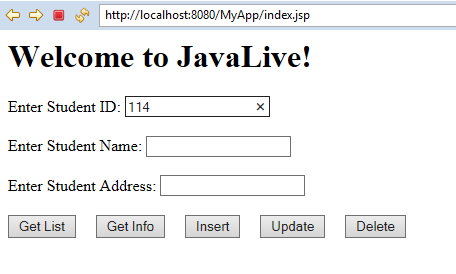 http://localhost:8080/MyApp/index.jsp
Welcome to JavaLive!
Enter Student ID: 114
Enter Student Name:
Enter Student Address:
Get List Get Info Insert Update Delete